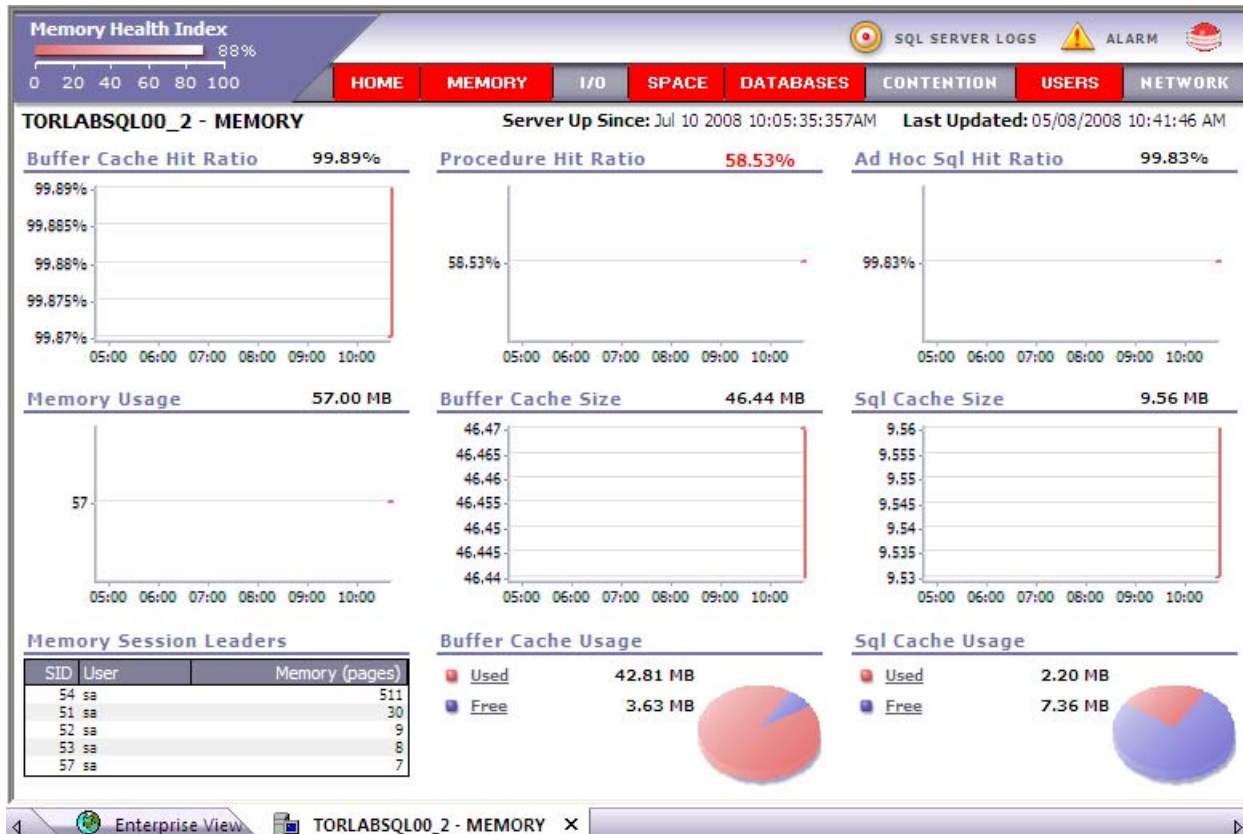 Memory Health Index
88%
0 20 40 60 80 100
SQL SERVER LOGS ALARM
HOME MEMORY I/O SPACE DATABASES CONTENTION USERS NETWORK
TORLABSQL00_2 - MEMORY Server Up Since: Jul 10 2008 10:05:35:357AM Last Updated: 05/08/2008 10:41:46 AM
Buffer Cache Hit Ratio 99.89%
99.89%
99.885%
99.88%
99.875%
99.87%
05:00 06:00 07:00 08:00 09:00 10:00
Procedure Hit Ratio 58.53%
58.53%
05:00 06:00 07:00 08:00 09:00 10:00
Ad Hoc Sql Hit Ratio 99.83%
99.83%
05:00 06:00 07:00 08:00 09:00 10:00
Memory Usage 57.00 MB
57
05:00 06:00 07:00 08:00 09:00 10:00
Buffer Cache Size 46.44 MB
46.47
46.465
46.46
46.455
46.45
46.445
46.44
05:00 06:00 07:00 08:00 09:00 10:00
Sql Cache Size 9.56 MB
9.56
9.555
9.55
9.545
9.54
9.535
9.53
05:00 06:00 07:00 08:00 09:00 10:00
Memory Session Leaders
SID User Memory (pages)
54 sa 511
51 sa 30
52 sa 9
53 sa 8
57 sa 7
Buffer Cache Usage
Used 42.81 MB
Free 3.63 MB
Sql Cache Usage
Used 2.20 MB
Free 7.36 MB
Enterprise View TORLABSQL00_2 - MEMORY X